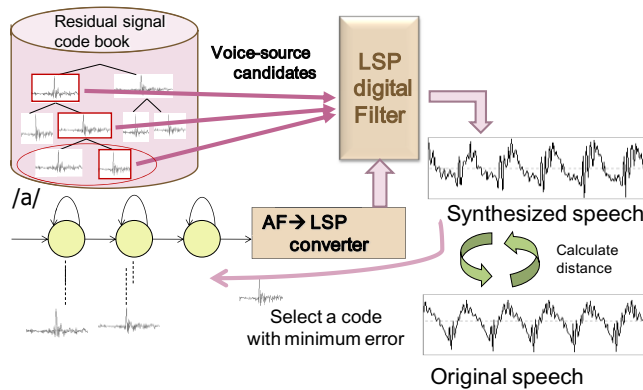 Residual signal
code book
Voice-source
candidates
LSP
digital
Filter
/a/
AF→ LSP
converter
Synthesized speech
Calculate
distance
Select a code
with minimum error
Original speech